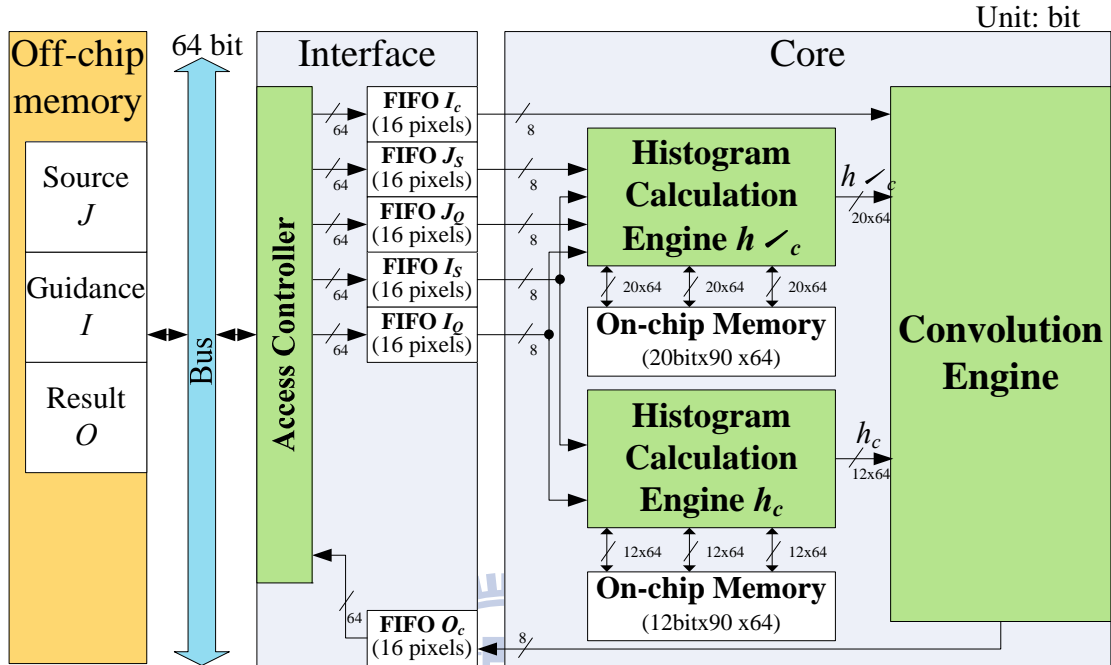 Unit: bit
Off-chip
memory
64 bit
Interface
Core
Source
J
Guidance
I
Result
O
Bus
Access Controller
64
64
64
64
64
FIFO Ic
(16 pixels)
FIFO JS
(16 pixels)
FIFO JQ
(16 pixels)
FIFO IS
(16 pixels)
FIFO IQ
(16 pixels)
8
8
8
8
8
Histogram
Calculation
Engine h ✓c
h ✓c
20x64
20x64
20x64
20x64
On-chip Memory
(20bitx90 x64)
Histogram
Calculation
Engine hc
hc
12x64
12x64
12x64
12x64
On-chip Memory
(12bitx90 x64)
Convolution
Engine
64
FIFO Oc
(16 pixels)
8